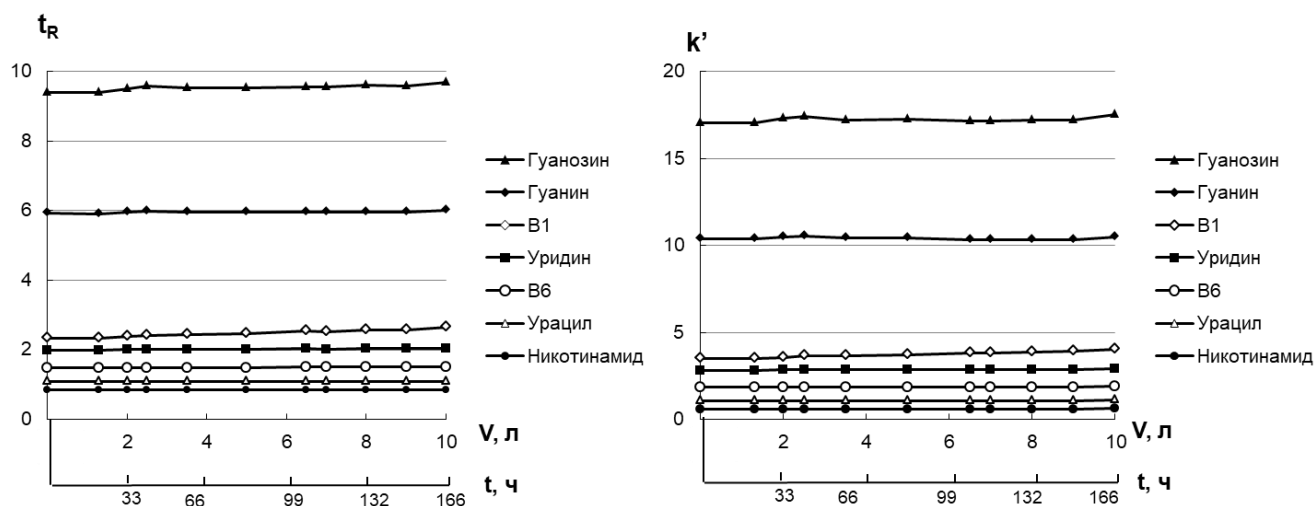 t_R
10
8
6
4
2
0
2 4 6 8 10
V, л
33 66 99 132 166
t, ч
Гуанозин
Гуанин
B1
Уридин
B6
Урацил
Никотинамид
k’
20
15
10
5
0
2 4 6 8 10
V, л
33 66 99 132 166
t, ч
Гуанозин
Гуанин
B1
Уридин
B6
Урацил
Никотинамид